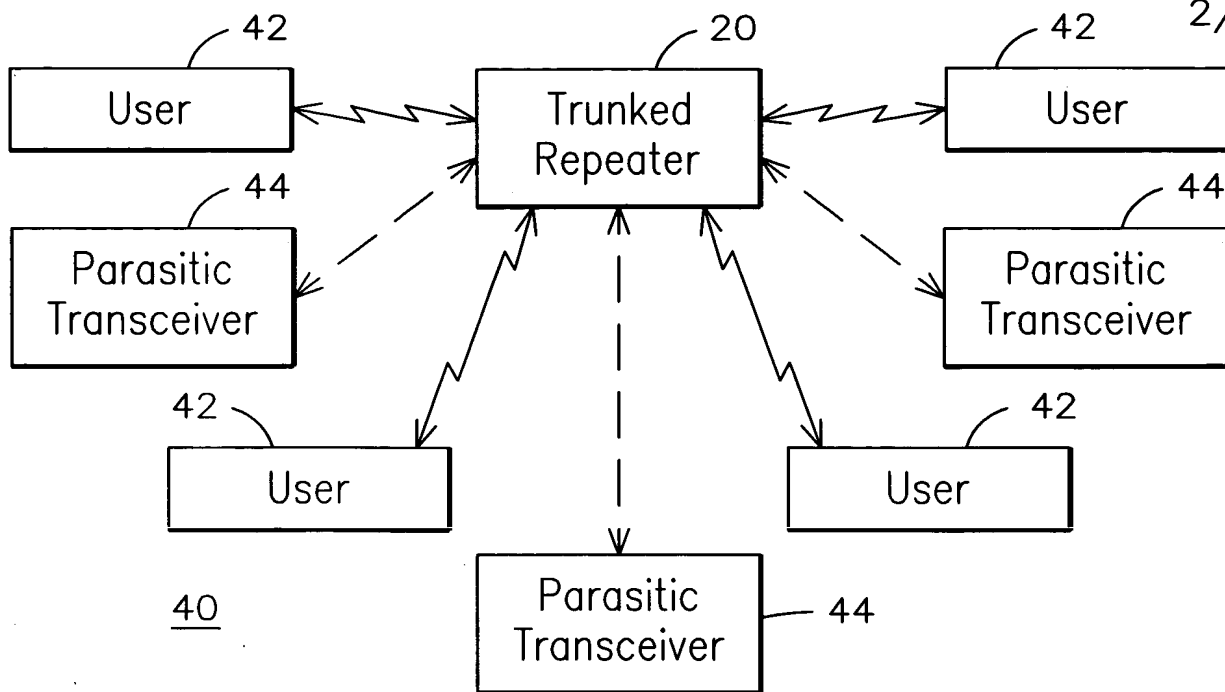 42
20
42
2/
User
Trunked
Repeater
User
44
44
Parasitic
Transceiver
Parasitic
Transceiver
42
42
User
User
40
Parasitic
Transceiver
44